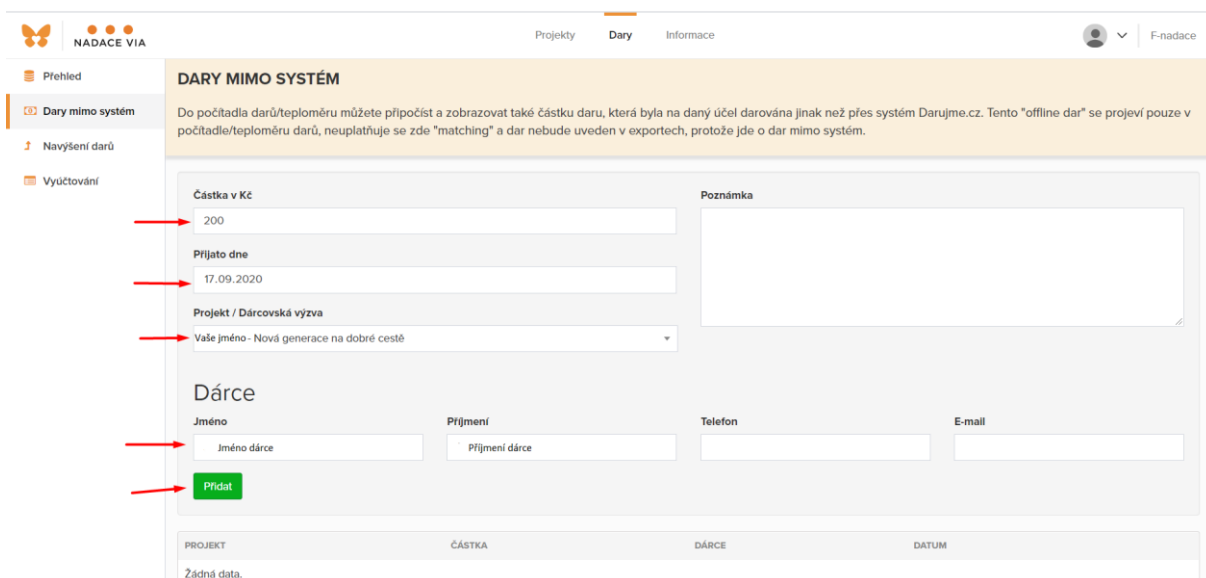 NADACE VIA
Projekty
Dary
Informace
F-nadace
Přehled
Dary mimo systém
Navýšení darů
Vyúčtování
DARY MIMO SYSTÉM
Do počítadla darů/teploměru můžete připočíst a zobrazovat také částku daru, která byla na daný účel darována jinak než přes systém Darujme.cz. Tento "offline dar" se projeví pouze v
počítadle/teploměru darů, neuplatňuje se zde "matching" a dar nebude uveden v exportech, protože jde o dar mimo systém.
Částka v Kč
200
Přijato dne
17.09.2020
Projekt / Dárcovská výzva
Vaše jméno - Nová generace na dobré cestě
Poznámka
Dárce
Jméno
Příjmení
Telefon
E-mail
Jméno dárce
Příjmení dárce
Přidat
PROJEKT
ČÁSTKA
DÁRCE
DATUM
Žádná data.